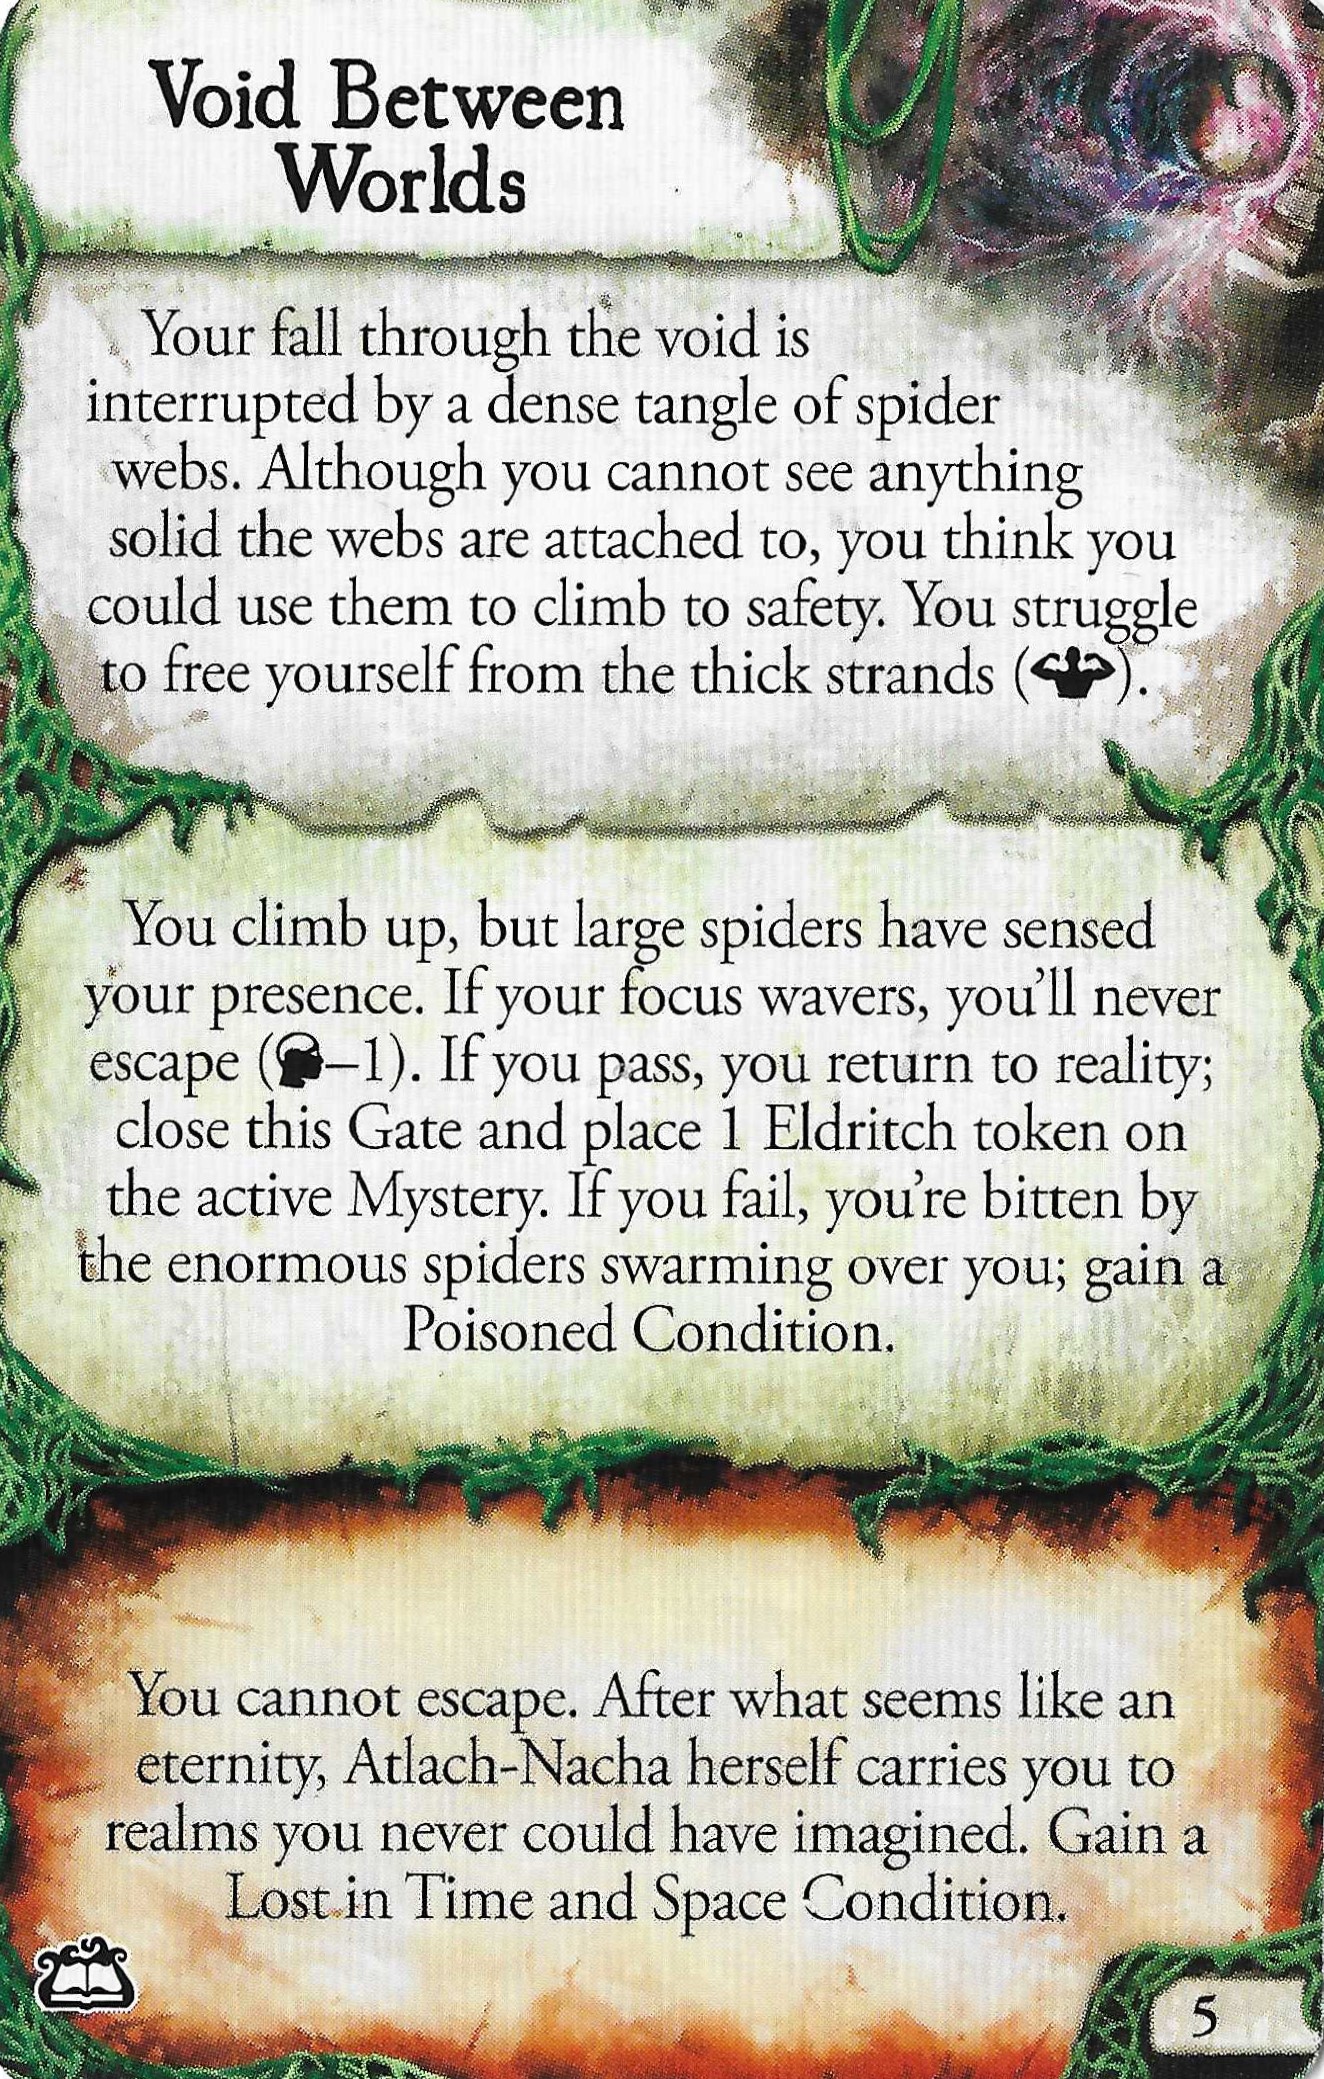 Void Between
Worlds
Your fall through the void is
interrupted by a dense tangle of spider
webs. Although you cannot see anything
solid the webs are attached to, you think you
could use them to climb to safety. You struggle
to free yourself from the thick strands ( ).
You climb up, but large spiders have sensed
your presence. If your focus wavers, you'll never
escape ( –1). If you pass, you return to reality;
close this Gate and place 1 Eldritch token on
the active Mystery. If you fail, you're bitten by
the enormous spiders swarming over you; gain a
Poisoned Condition.
You cannot escape. After what seems like an
eternity, Atlach-Nacha herself carries you to
realms you never could have imagined. Gain a
Lost in Time and Space Condition.
5